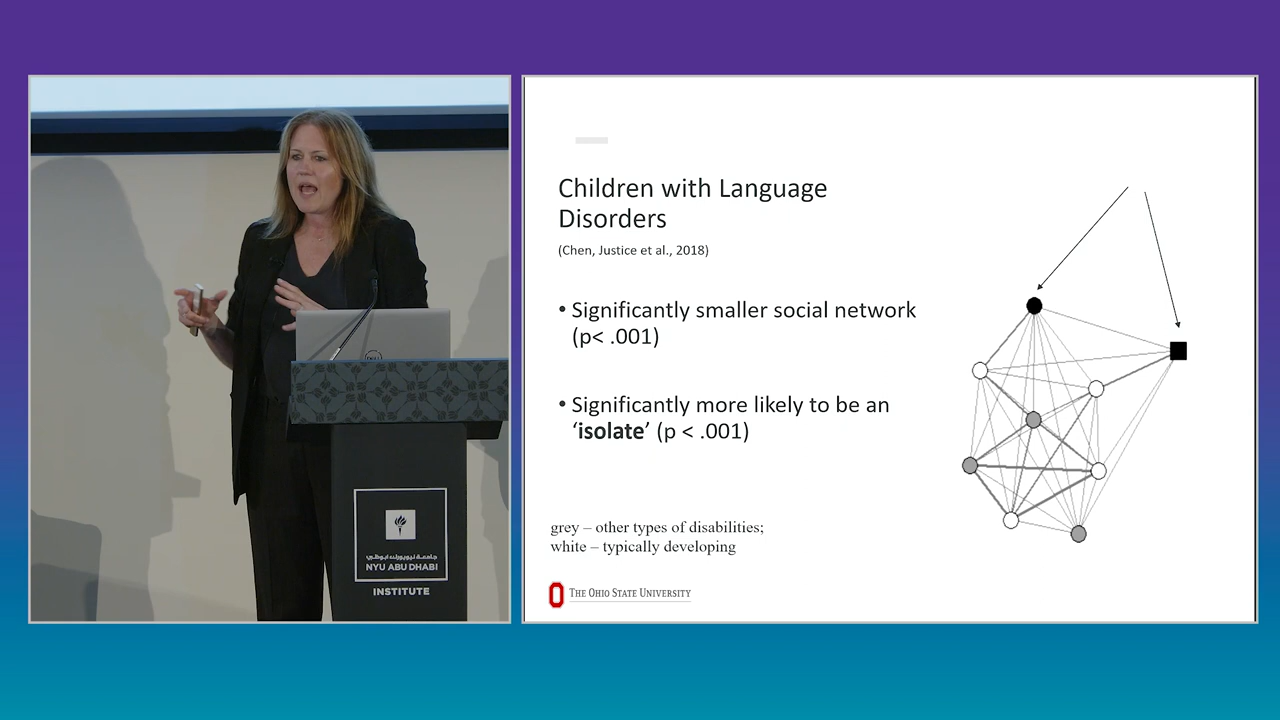 Children with Language
Disorders
(Chen, Justice et al., 2018)
• Significantly smaller social network
(p< .001)
• Significantly more likely to be an
‘isolate’ (p < .001)
grey – other types of disabilities;
white – typically developing
THE OHIO STATE UNIVERSITY
DELL
جامعة نيويورك أبوظبي
NYU ABU DHABI
INSTITUTE